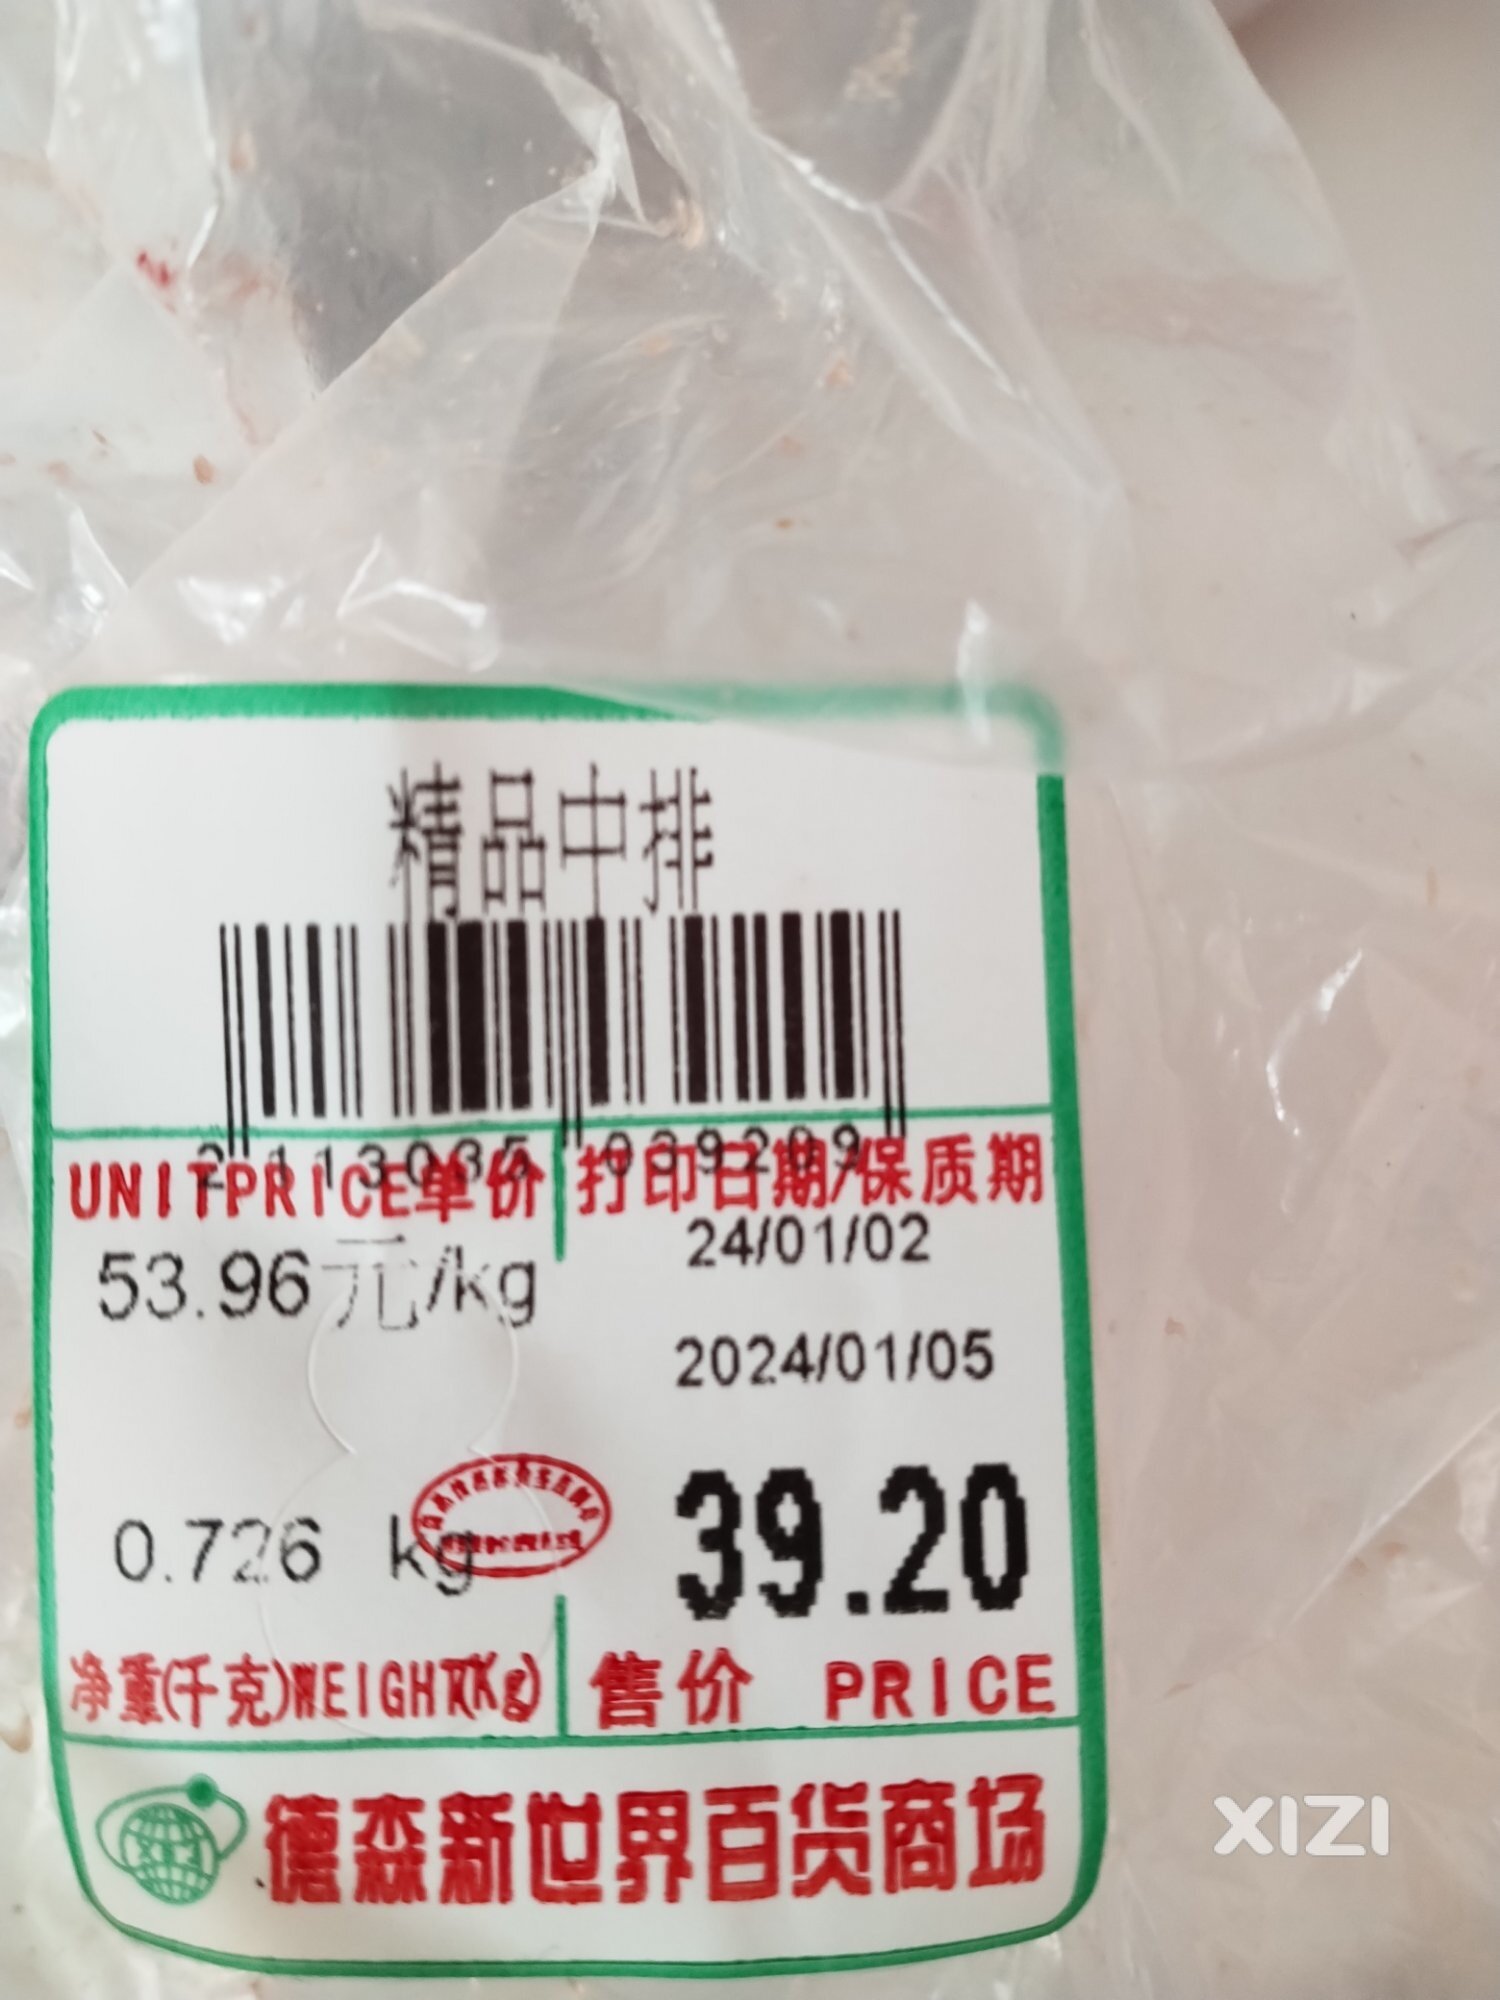 精品中排
2 113035 039209
UNITPRICE单价 打印日期/保质期
53.96元/kg
24/01/02
2024/01/05
0.726 kg
39.20
净重(千克)WEIGHT(Kg)
售价 PRICE
德森新世界百货商场
XIZI